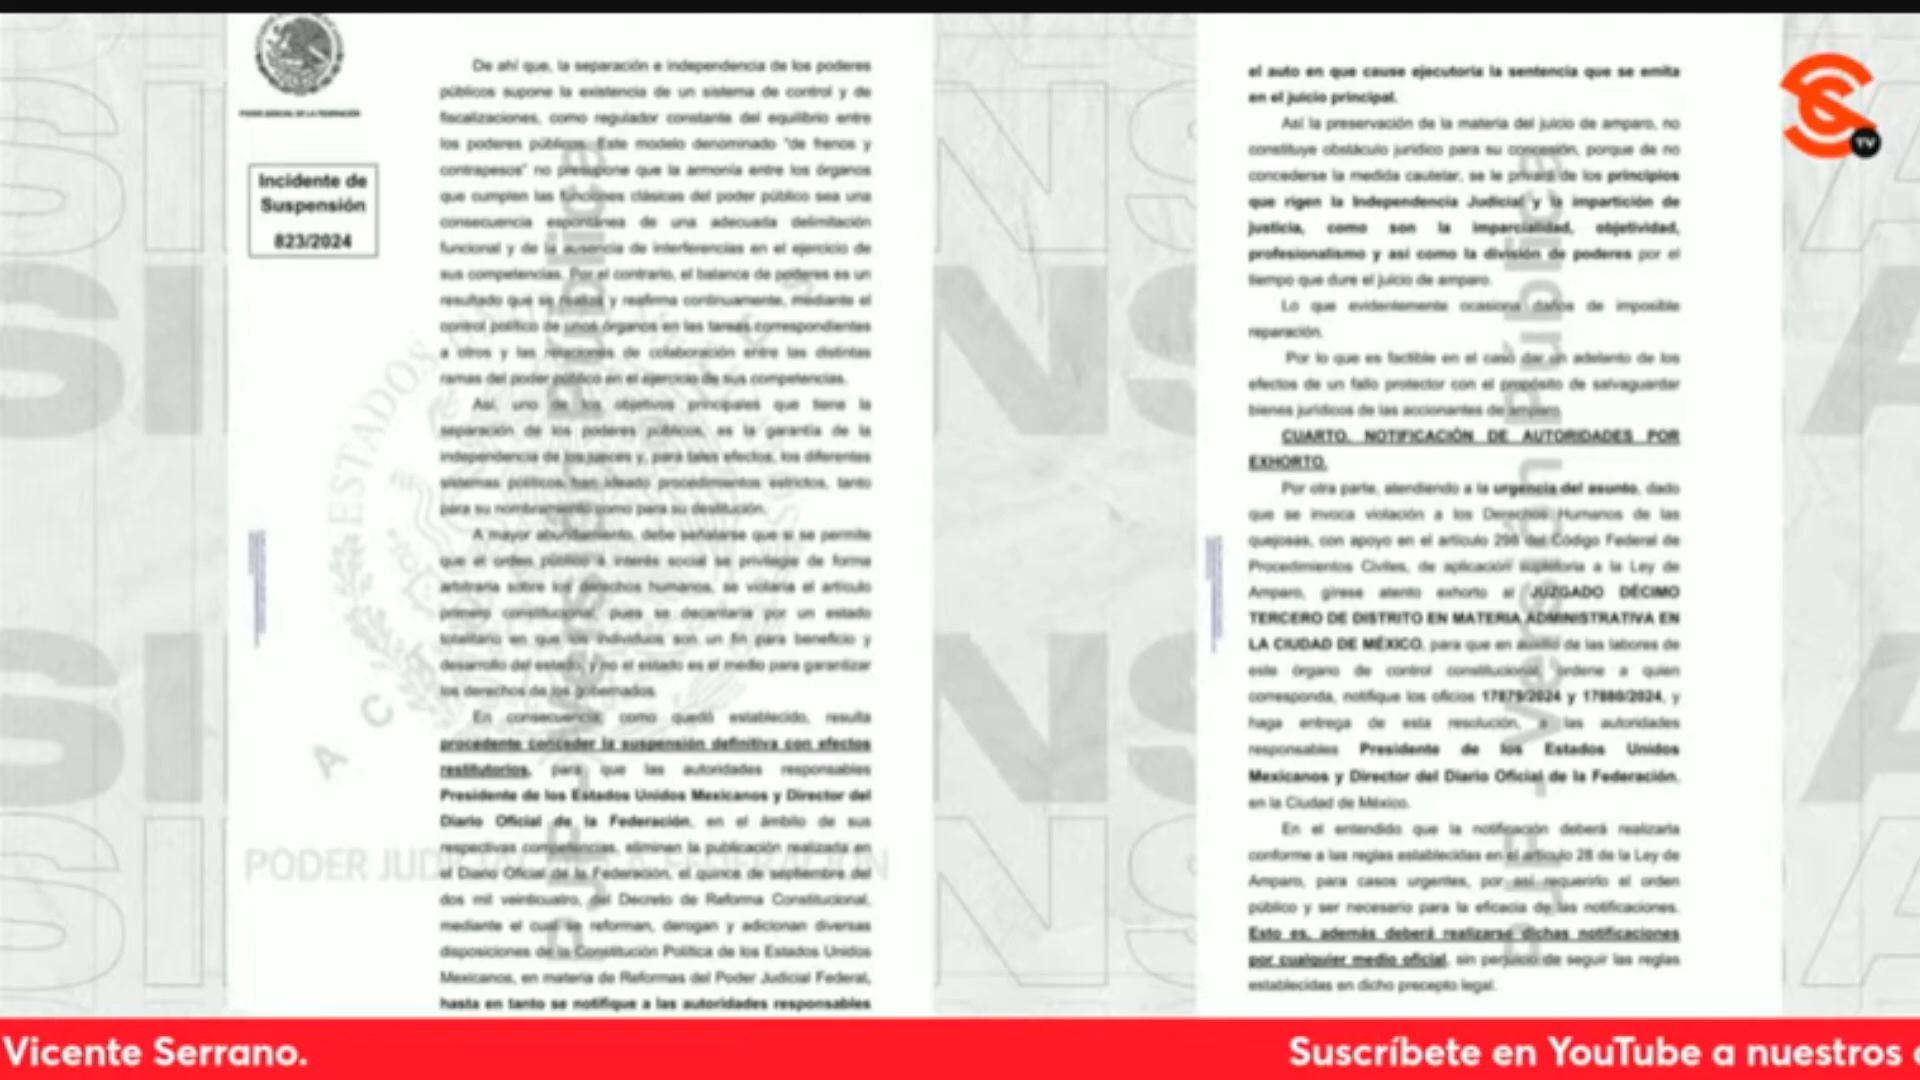 PODER JUDICIAL DE LA FEDERACIÓN
Incidente de
Suspensión
823/2024
De ahí que, la separación e independencia de los poderes
públicos supone la existencia de un sistema de control y de
fiscalizaciones, como regulador constante del equilibrio entre
los poderes públicos. Este modelo denominado "de frenos y
contrapesos" no presupone que la armonía entre los órganos
que cumplen las funciones clásicas del poder público sea una
consecuencia espontánea de una adecuada delimitación
funcional y de la ausencia de interferencias en el ejercicio de
sus competencias. Por el contrario, el balance de poderes es un
resultado que se realiza y reafirma continuamente, mediante el
control político de unos órganos en las tareas correspondientes
a otros y las relaciones de colaboración entre las distintas
ramas del poder público en el ejercicio de sus competencias.
Así, uno de los objetivos principales que tiene la
separación de los poderes públicos, es la garantía de la
independencia de los jueces y, para tales efectos, los diferentes
sistemas políticos han ideado procedimientos estrictos, tanto
para su nombramiento como para su destitución.
A mayor abundamiento, debe señalarse que si se permite
que el orden público e interés social se privilegie de forma
arbitraria sobre los derechos humanos, se violaría el artículo
primero constitucional, pues se decantaría por un estado
totalitario en que los individuos son un fin para beneficio y
desarrollo del estado, y no el estado es el medio para garantizar
los derechos de los gobernados.
En consecuencia, como quedó establecido, resulta
procedente conceder la suspensión definitiva con efectos
restitutorios, para que las autoridades responsables
Presidente de los Estados Unidos Mexicanos y Director del
Diario Oficial de la Federación, en el ámbito de sus
respectivas competencias, eliminen la publicación realizada en
el Diario Oficial de la Federación, el quince de septiembre del
dos mil veinticuatro, del Decreto de Reforma Constitucional,
mediante el cual se reforman, derogan y adicionan diversas
disposiciones de la Constitución Política de los Estados Unidos
Mexicanos, en materia de Reformas del Poder Judicial Federal,
hasta en tanto se notifique a las autoridades responsables
PODER JUDICIAL DE LA FEDERACIÓN
el auto en que cause ejecutoria la sentencia que se emita
en el juicio principal.
Así la preservación de la materia del juicio de amparo, no
constituye obstáculo jurídico para su concesión, porque de no
concederse la medida cautelar, se le privará de los principios
que rigen la Independencia Judicial y la impartición de
justicia, como son la imparcialidad, objetividad,
profesionalismo y así como la división de poderes por el
tiempo que dure el juicio de amparo.
Lo que evidentemente ocasiona daños de imposible
reparación.
Por lo que es factible en el caso dar un adelanto de los
efectos de un fallo protector con el propósito de salvaguardar
bienes jurídicos de las accionantes de amparo.
CUARTO. NOTIFICACIÓN DE AUTORIDADES POR
EXHORTO.
Por otra parte, atendiendo a la urgencia del asunto, dado
que se invoca violación a los Derechos Humanos de las
quejosas, con apoyo en el artículo 298 del Código Federal de
Procedimientos Civiles, de aplicación supletoria a la Ley de
Amparo, gírese atento exhorto al JUZGADO DÉCIMO
TERCERO DE DISTRITO EN MATERIA ADMINISTRATIVA EN
LA CIUDAD DE MÉXICO, para que en auxilio de las labores de
este órgano de control constitucional, ordene a quien
corresponda, notifique los oficios 17879/2024 y 17880/2024, y
haga entrega de esta resolución, a las autoridades
responsables Presidente de los Estados Unidos
Mexicanos y Director del Diario Oficial de la Federación,
en la Ciudad de México.
En el entendido que la notificación deberá realizarla
conforme a las reglas establecidas en el artículo 28 de la Ley de
Amparo, para casos urgentes, por así requerirlo el orden
público y ser necesario para la eficacia de las notificaciones.
Esto es, además deberá realizarse dichas notificaciones
por cualquier medio oficial, sin perjuicio de seguir las reglas
establecidas en dicho precepto legal.
TV
Vicente Serrano.
Suscríbete en YouTube a nuestros